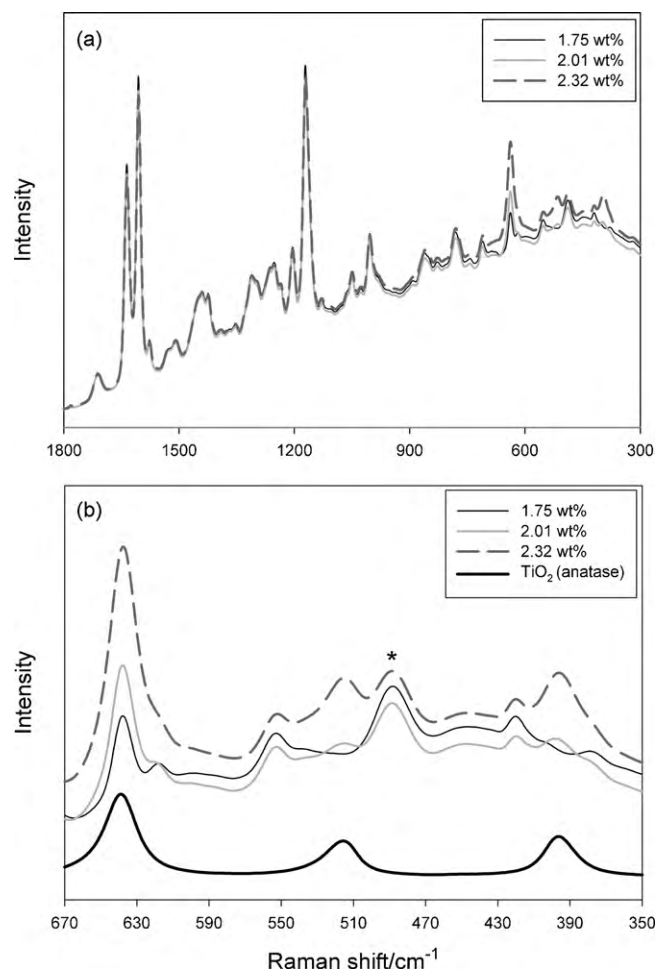 (a)
1.75 wt%
2.01 wt%
2.32 wt%
Intensity
1800 1500 1200 900 600 300
(b)
1.75 wt%
2.01 wt%
2.32 wt%
TiO2 (anatase)
*
Intensity
670 630 590 550 510 470 430 390 350
Raman shift/cm-1